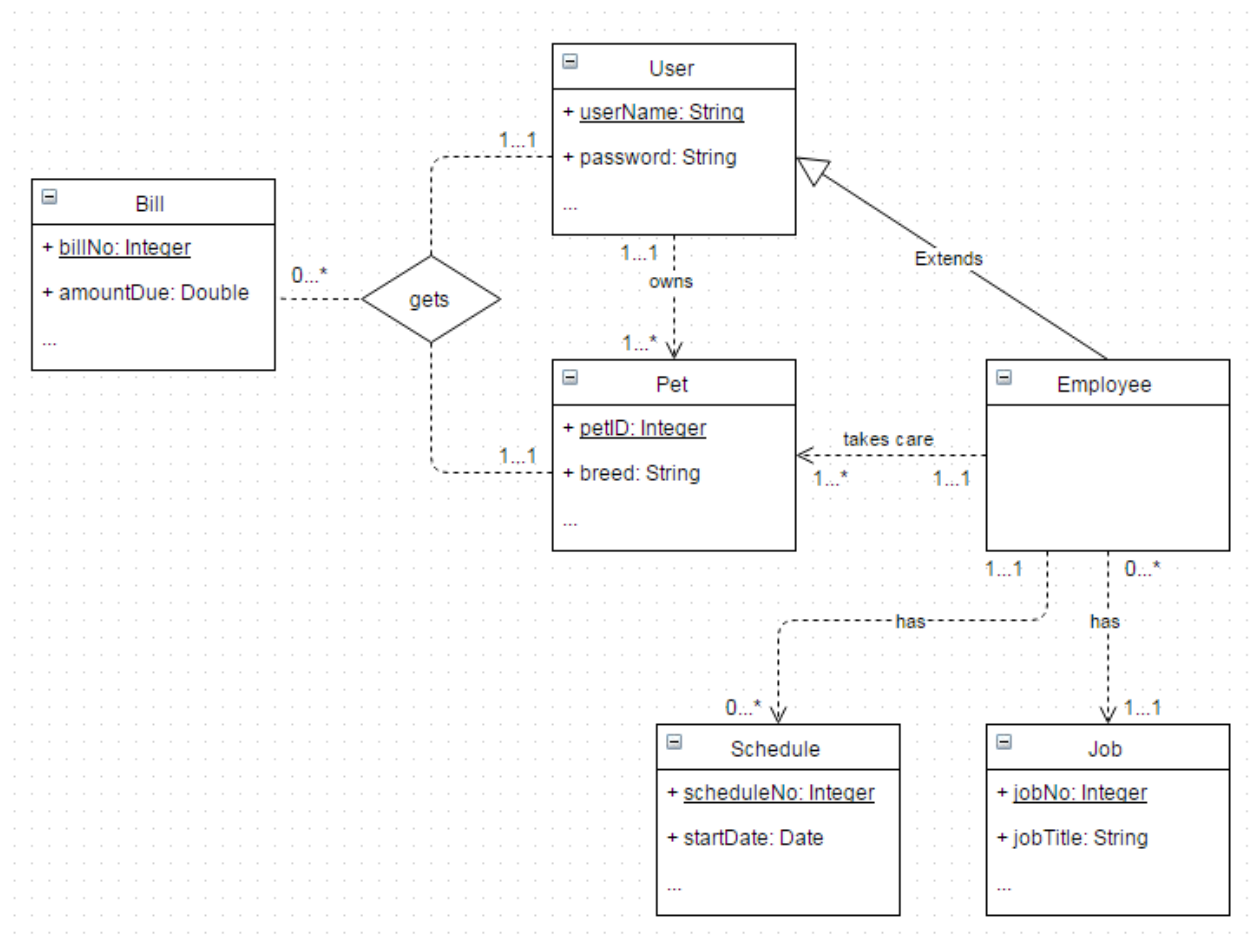 User
+ userName: String
+ password: String
...
1...1
Bill
+ billNo: Integer
+ amountDue: Double
...
0...*
gets
1...1
owns
1...*
Extends
Pet
+ petID: Integer
+ breed: String
...
1...1
Employee
takes care
1...*
1...1
1...1
0...*
has
has
0...*
1...1
Schedule
+ scheduleNo: Integer
+ startDate: Date
...
Job
+ jobNo: Integer
+ jobTitle: String
...